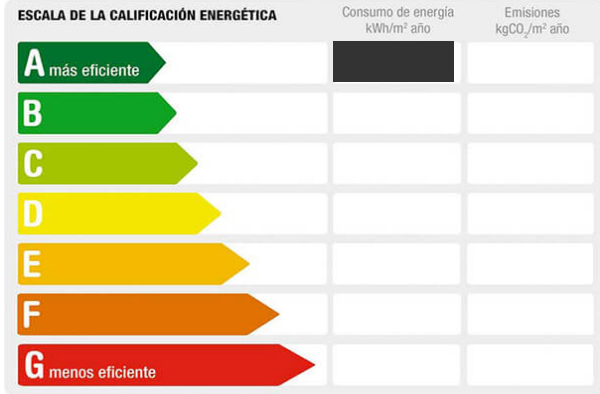 ESCALA DE LA CALIFICACIÓN ENERGÉTICA
Consumo de energía
kWh/m² año
Emisiones
kgCO₂/m² año
A más eficiente
B
C
D
E
F
G menos eficiente